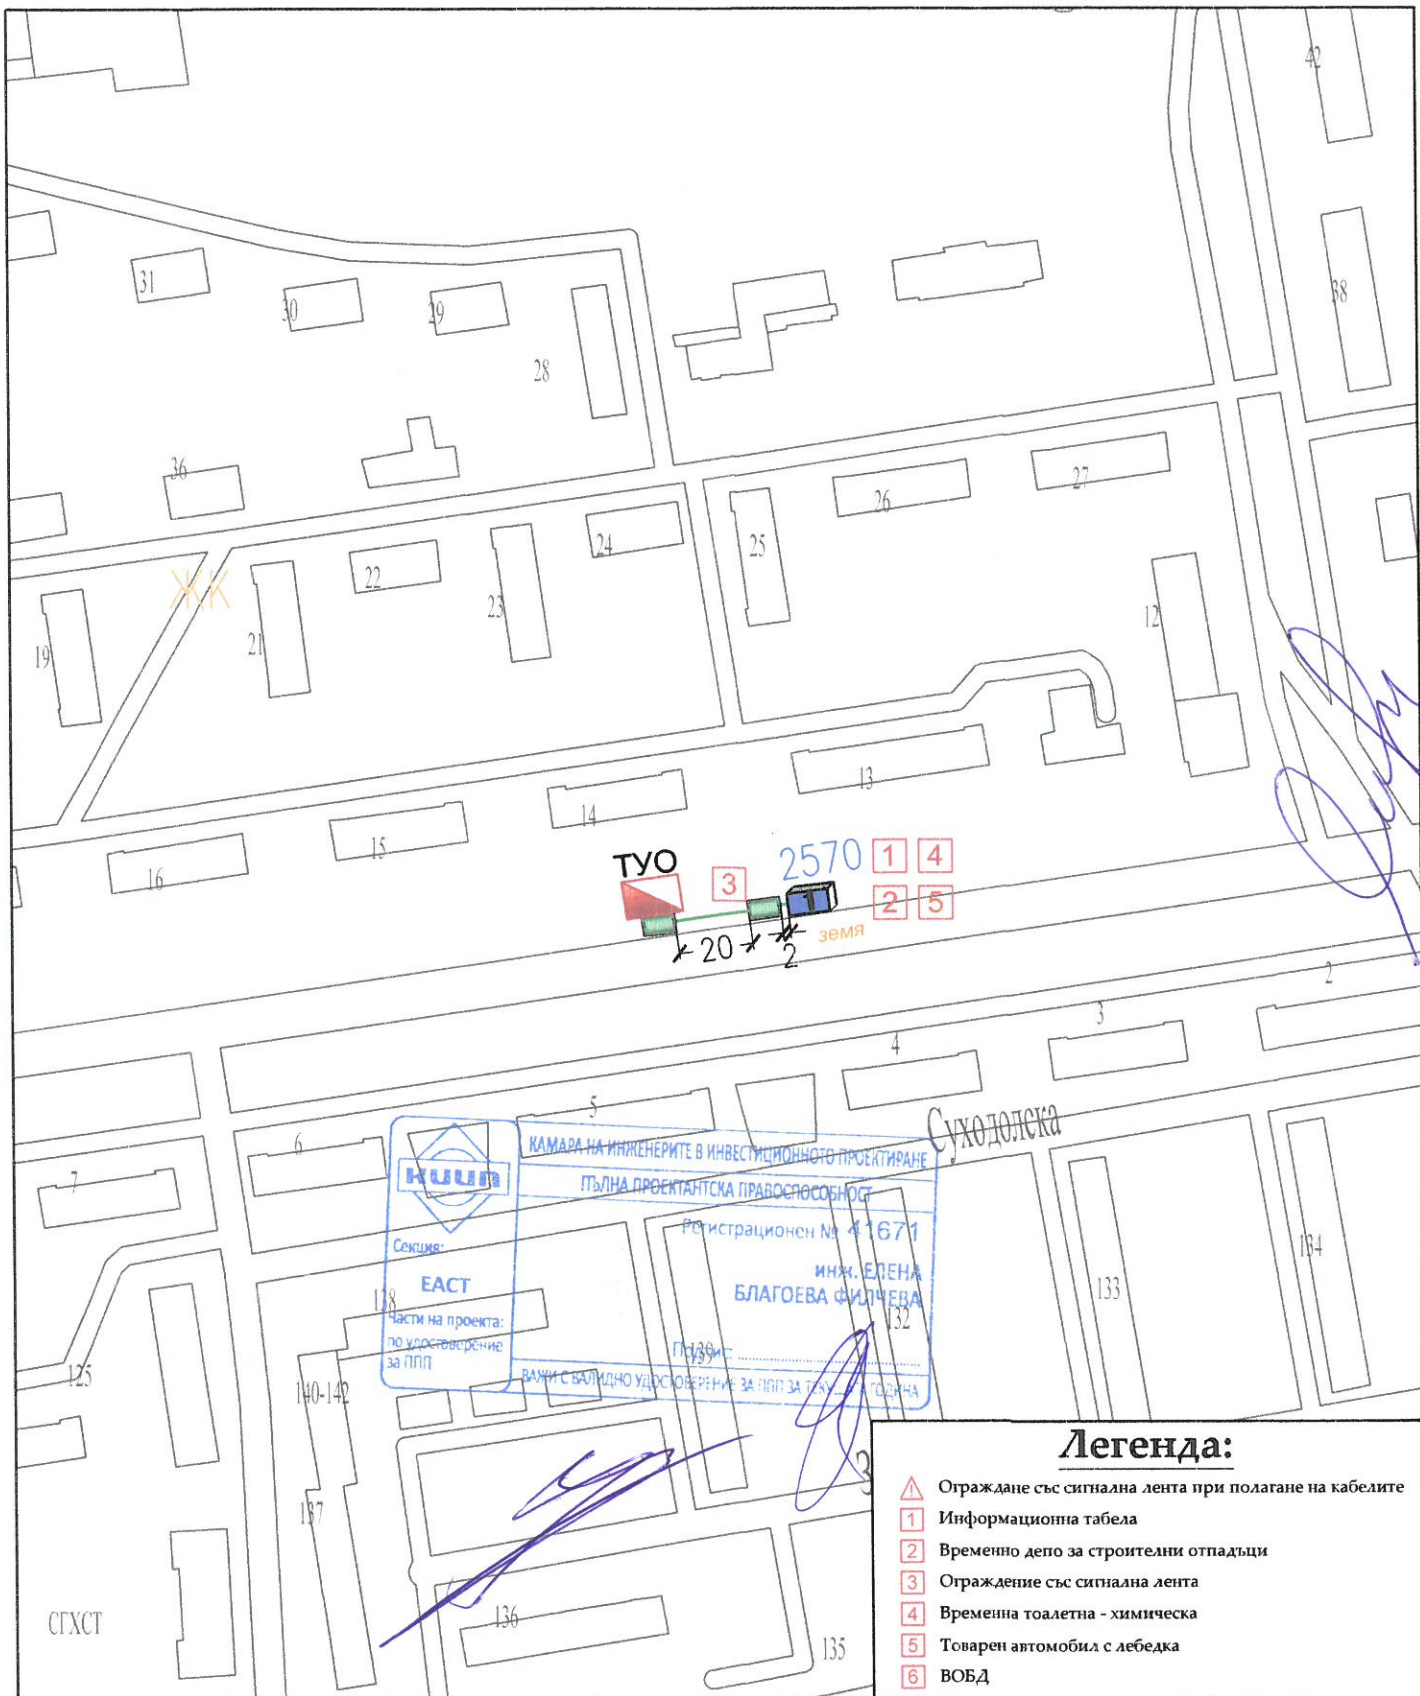 42
31
30
29
28
38
36
24
25
26
27
22
23
ЖК
21
19
12
13
14
15
16
ТУО
3
2570
1 4
2 5
20
2
земя
2
3
4
5
6
7
Суходолска
КАМАРА НА ИНЖЕНЕРИТЕ В ИНВЕСТИЦИОННОТО ПРОЕКТИРАНЕ
КИИП
ПЪЛНА ПРОЕКТАНТСКА ПРАВОСПОСОБНОСТ
Регистрационен № 41671
Секция:
ЕАСТ
инж. ЕЛЕНА
БЛАГОЕВА ФИЛЧЕВА
Части на проекта:
по удостоверение
за ППП
Подпис:
ВАЖИ С ВАЛИДНО УДОСТОВЕРЕНИЕ ЗА ППП ЗА ГОДИНА
138
139
132
133
134
125
140-142
137
136
135
СГХСТ
З
Легенда:
Ограждане със сигнална лента при полагане на кабелите
1 Информационна табела
2 Временно депо за строителни отпадъци
3 Ограждение със сигнална лента
4 Временна тоалетна - химическа
5 Товарен автомобил с лебедка
6 ВОБД